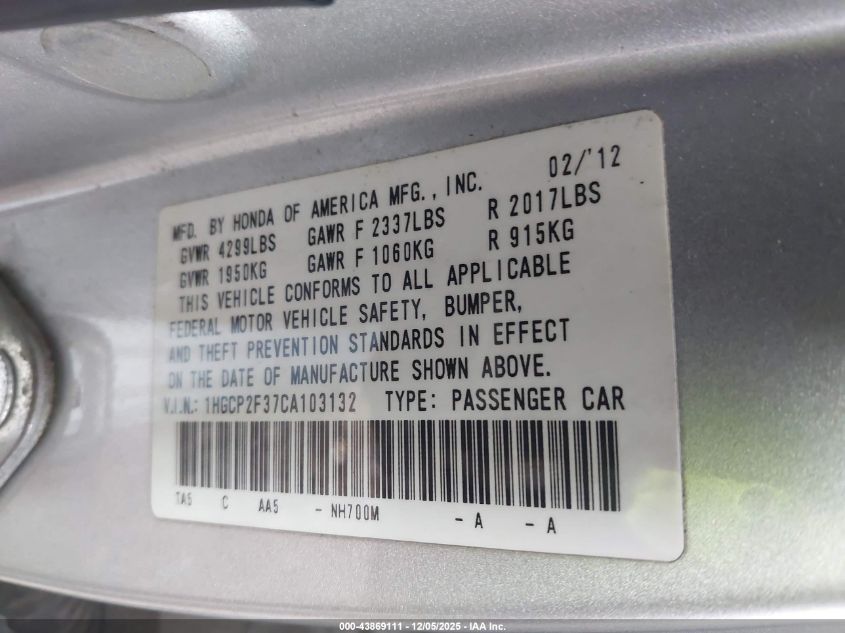 MFD. BY HONDA OF AMERICA MFG., INC. 02/'12
GVWR 4299LBS GAWR F 2337LBS R 2017LBS
GVWR 1950KG GAWR F 1060KG R 915KG
THIS VEHICLE CONFORMS TO ALL APPLICABLE
FEDERAL MOTOR VEHICLE SAFETY, BUMPER,
AND THEFT PREVENTION STANDARDS IN EFFECT
ON THE DATE OF MANUFACTURE SHOWN ABOVE.
V.I.N.: 1HGCP2F37CA103132 TYPE: PASSENGER CAR
TA5 C AA5 - NH700M - A - A
000-43869111 - 12/05/2025 - IAA Inc.